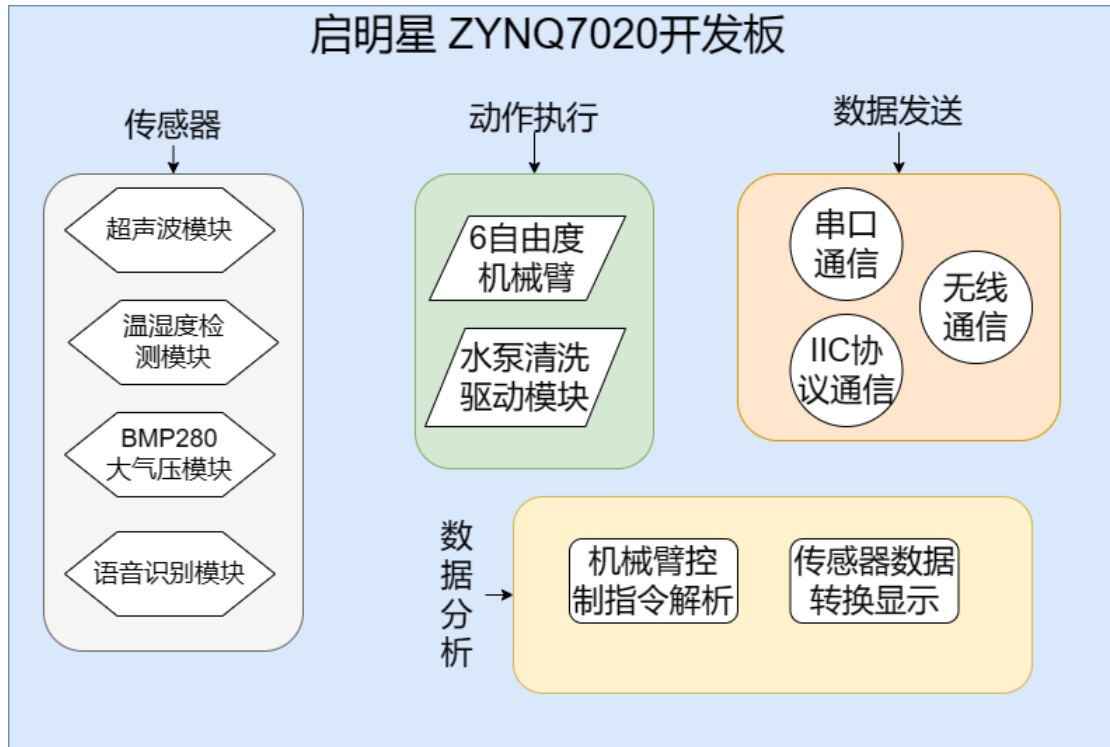 启明星 ZYNQ7020开发板
传感器
超声波模块
温湿度检
测模块
BMP280
大气压模块
语音识别模块
动作执行
6自由度
机械臂
水泵清洗
驱动模块
数据发送
串口
通信
无线
通信
IIC协
议通信
数
据
分
析
机械臂控
制指令解析
传感器数据
转换显示